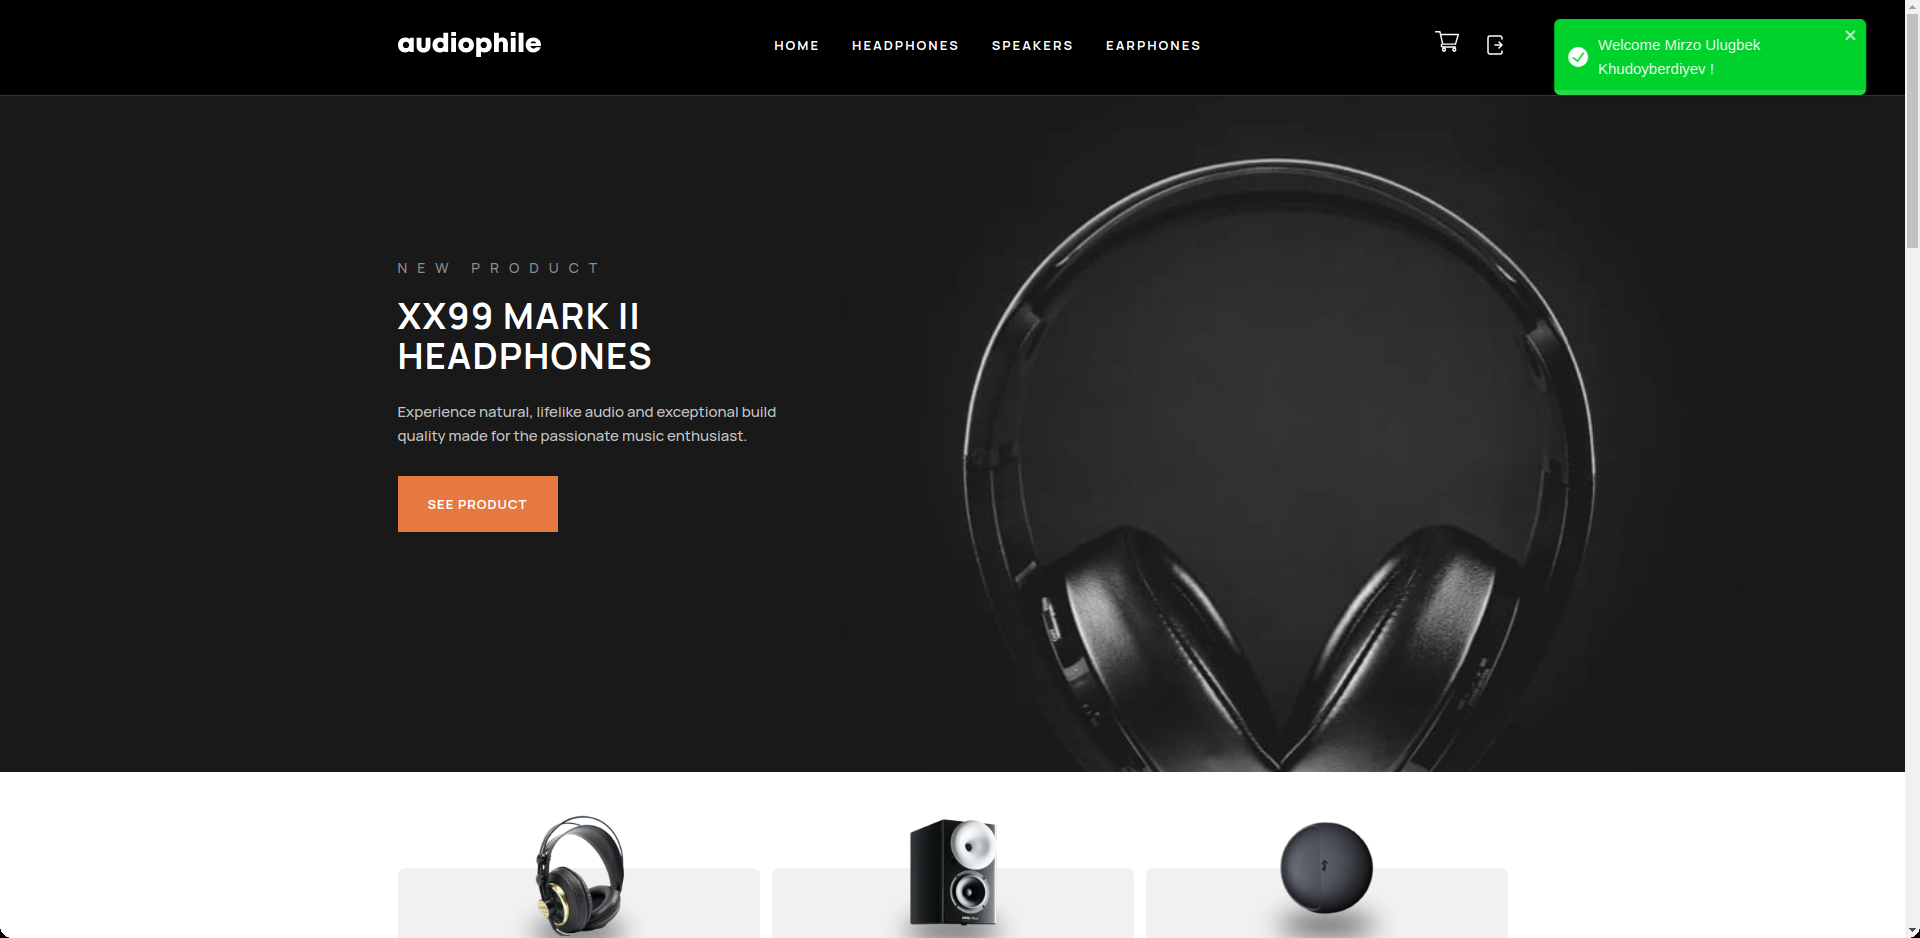 audiophile
HOME
HEADPHONES
SPEAKERS
EARPHONES
Welcome Mirzo Ulugbek
Khudoyberdiyev !
NEW PRODUCT
XX99 MARK II
HEADPHONES
Experience natural, lifelike audio and exceptional build
quality made for the passionate music enthusiast.
SEE PRODUCT